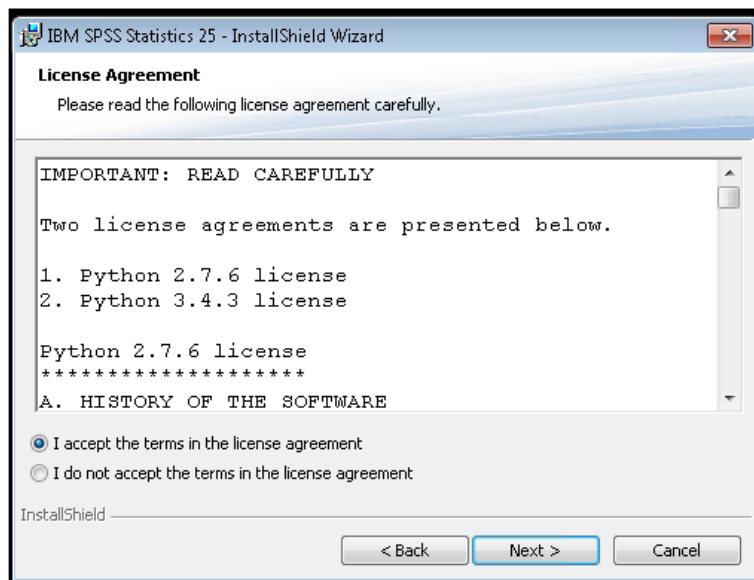 IBM SPSS Statistics 25 - InstallShield Wizard
License Agreement
Please read the following license agreement carefully.
IMPORTANT: READ CAREFULLY
Two license agreements are presented below.
1. Python 2.7.6 license
2. Python 3.4.3 license
Python 2.7.6 license
********************
A. HISTORY OF THE SOFTWARE
I accept the terms in the license agreement
I do not accept the terms in the license agreement
InstallShield
< Back
Next >
Cancel